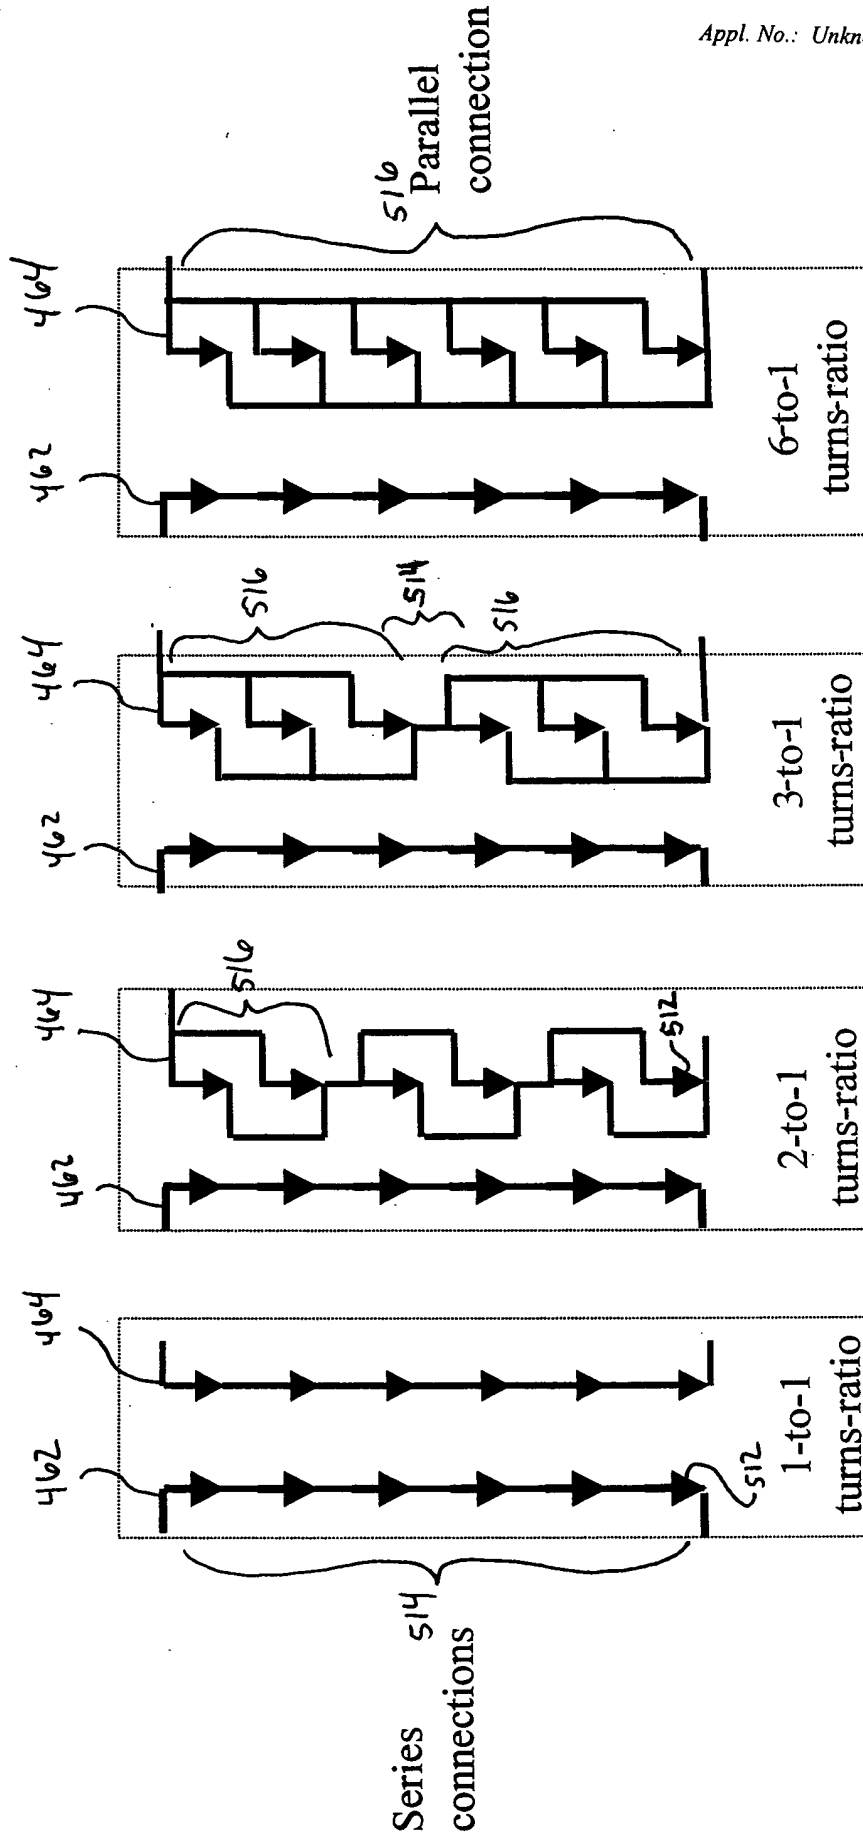 Appl. No.: Unkn
Series
connections
514
462
464
512
1-to-1
turns-ratio
462
464
516
512
2-to-1
turns-ratio
462
464
516
514
516
3-to-1
turns-ratio
462
464
6-to-1
turns-ratio
516
Parallel
connection